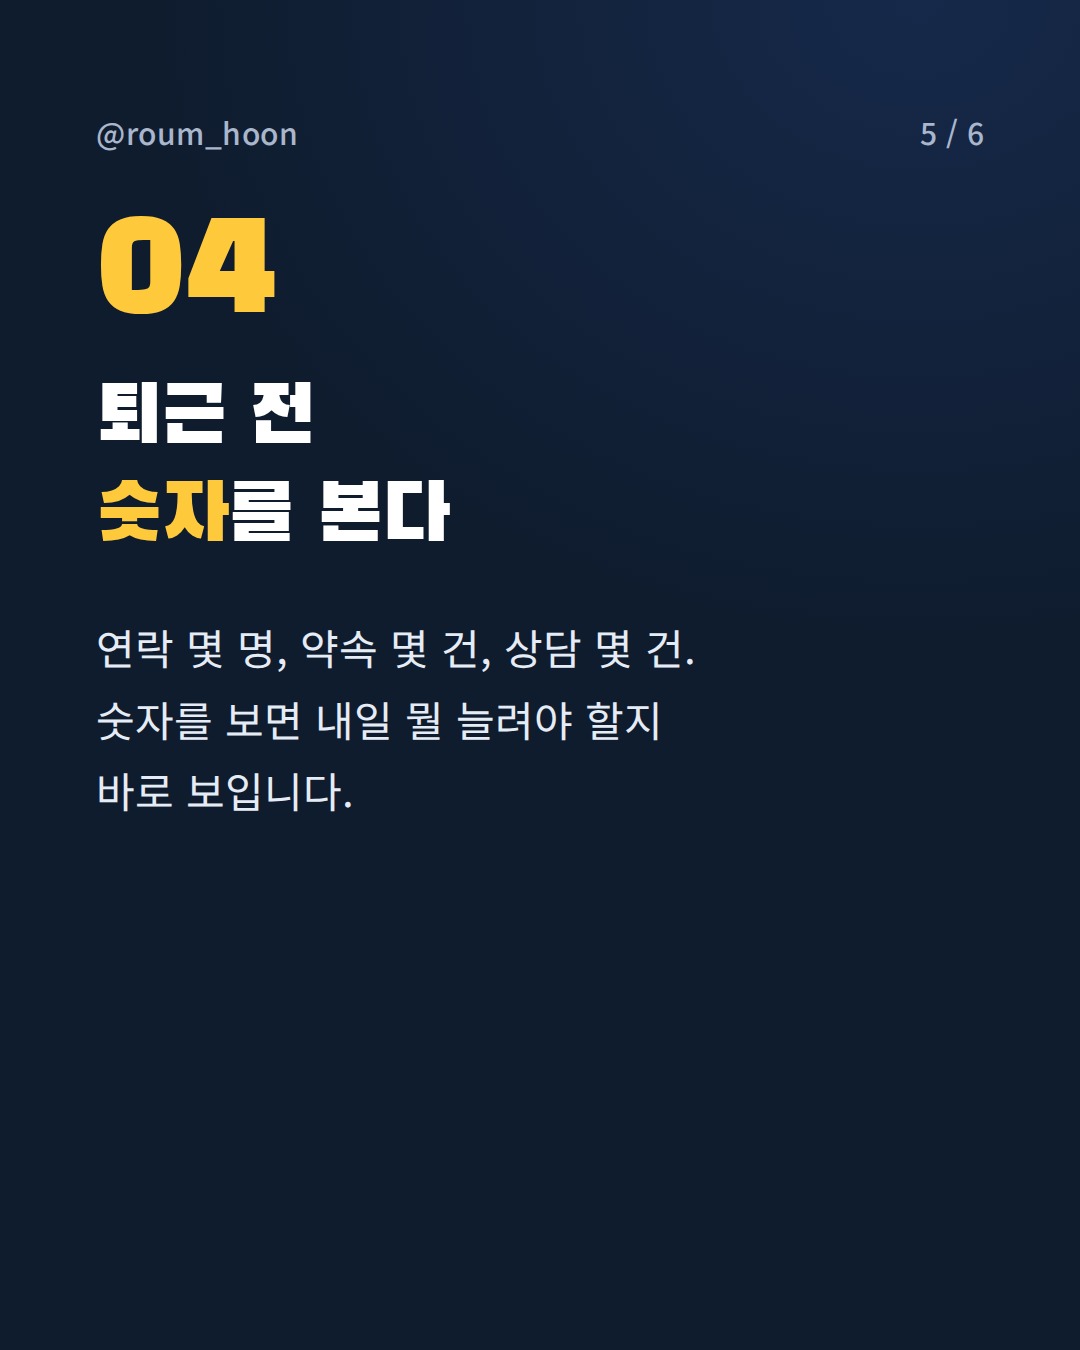 @roum_hoon
5 / 6
04
퇴근 전
숫자를 본다
연락 몇 명, 약속 몇 건, 상담 몇 건.
숫자를 보면 내일 뭘 늘려야 할지
바로 보입니다.